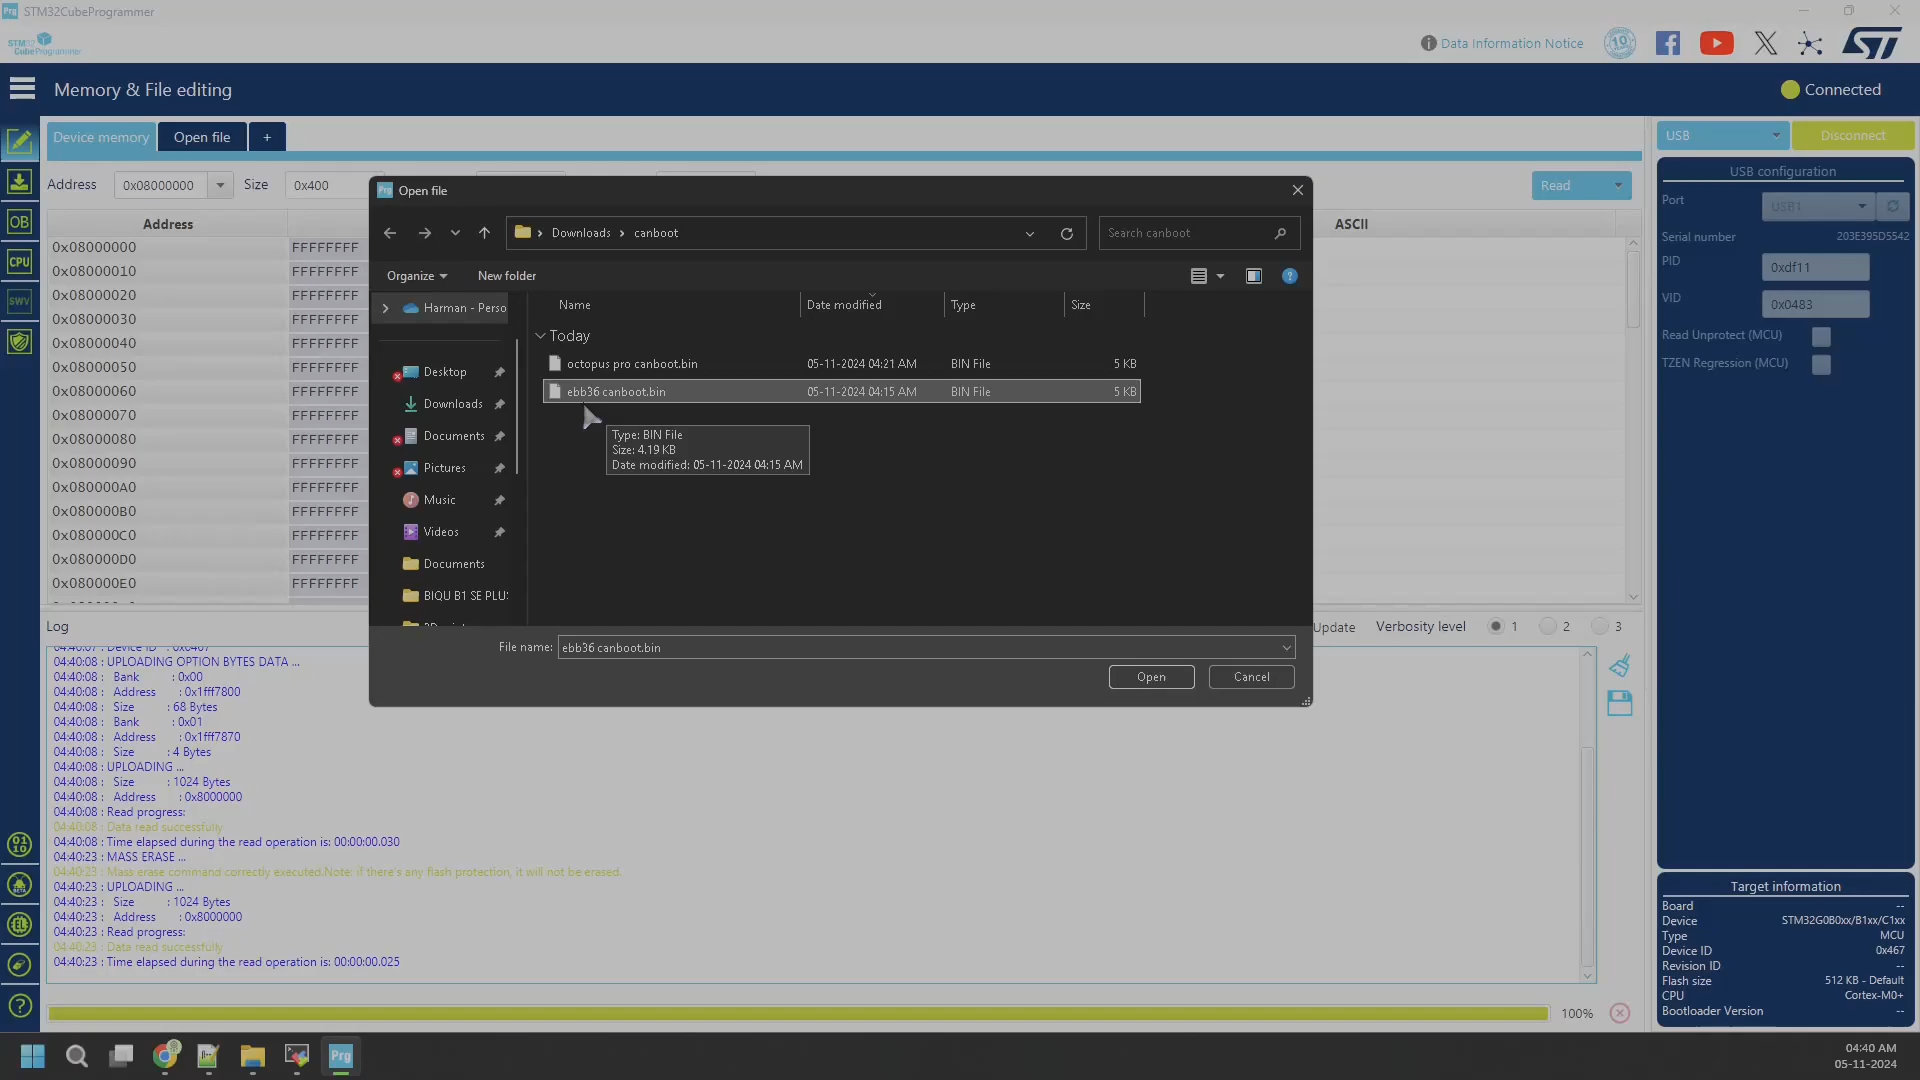 Prg STM32CubeProgrammer
STM32 CubeProgrammer
Data Information Notice
10
ST
Memory & File editing
Connected
Device memory
Open file
+
USB
Disconnect
Address 0x08000000 Size 0x400
Read
Address
ASCII
0x08000000 FFFFFFFF
0x08000010 FFFFFFFF
0x08000020 FFFFFFFF
0x08000030 FFFFFFFF
0x08000040 FFFFFFFF
0x08000050 FFFFFFFF
0x08000060 FFFFFFFF
0x08000070 FFFFFFFF
0x08000080 FFFFFFFF
0x08000090 FFFFFFFF
0x080000A0 FFFFFFFF
0x080000B0 FFFFFFFF
0x080000C0 FFFFFFFF
0x080000D0 FFFFFFFF
0x080000E0 FFFFFFFF
OB
CPU
SWV
Prg Open file
Downloads > canboot
Search canboot
Organize
New folder
Harman - Perso
Desktop
Downloads
Documents
Pictures
Music
Videos
Documents
BIQU B1 SE PLUS
Name Date modified Type Size
Today
octopus pro canboot.bin 05-11-2024 04:21 AM BIN File 5 KB
ebb36 canboot.bin 05-11-2024 04:15 AM BIN File 5 KB
Type: BIN File
Size: 4.19 KB
Date modified: 05-11-2024 04:15 AM
File name: ebb36 canboot.bin
Open
Cancel
USB configuration
Port USB1
Serial number 203E395D5542
PID 0xdf11
VID 0x0483
Read Unprotect (MCU)
TZEN Regression (MCU)
Log
Update Verbosity level 1 2 3
04:40:07 : Device ID : 0x0467
04:40:08 : UPLOADING OPTION BYTES DATA ...
04:40:08 : Bank : 0x00
04:40:08 : Address : 0x1fff7800
04:40:08 : Size : 68 Bytes
04:40:08 : Bank : 0x01
04:40:08 : Address : 0x1fff7870
04:40:08 : Size : 4 Bytes
04:40:08 : UPLOADING ...
04:40:08 : Size : 1024 Bytes
04:40:08 : Address : 0x8000000
04:40:08 : Read progress:
04:40:08 : Data read successfully
04:40:08 : Time elapsed during the read operation is: 00:00:00.030
04:40:23 : MASS ERASE ...
04:40:23 : Mass erase command correctly executed.Note: if there's any flash protection, it will not be erased.
04:40:23 : UPLOADING ...
04:40:23 : Size : 1024 Bytes
04:40:23 : Address : 0x8000000
04:40:23 : Read progress:
04:40:23 : Data read successfully
04:40:23 : Time elapsed during the read operation is: 00:00:00.025
100%
Target information
Board --
Device STM32G0B0xx/B1xx/C1xx
Type MCU
Device ID 0x467
Revision ID --
Flash size 512 KB - Default
CPU Cortex-M0+
Bootloader Version --
Prg
04:40 AM
05-11-2024